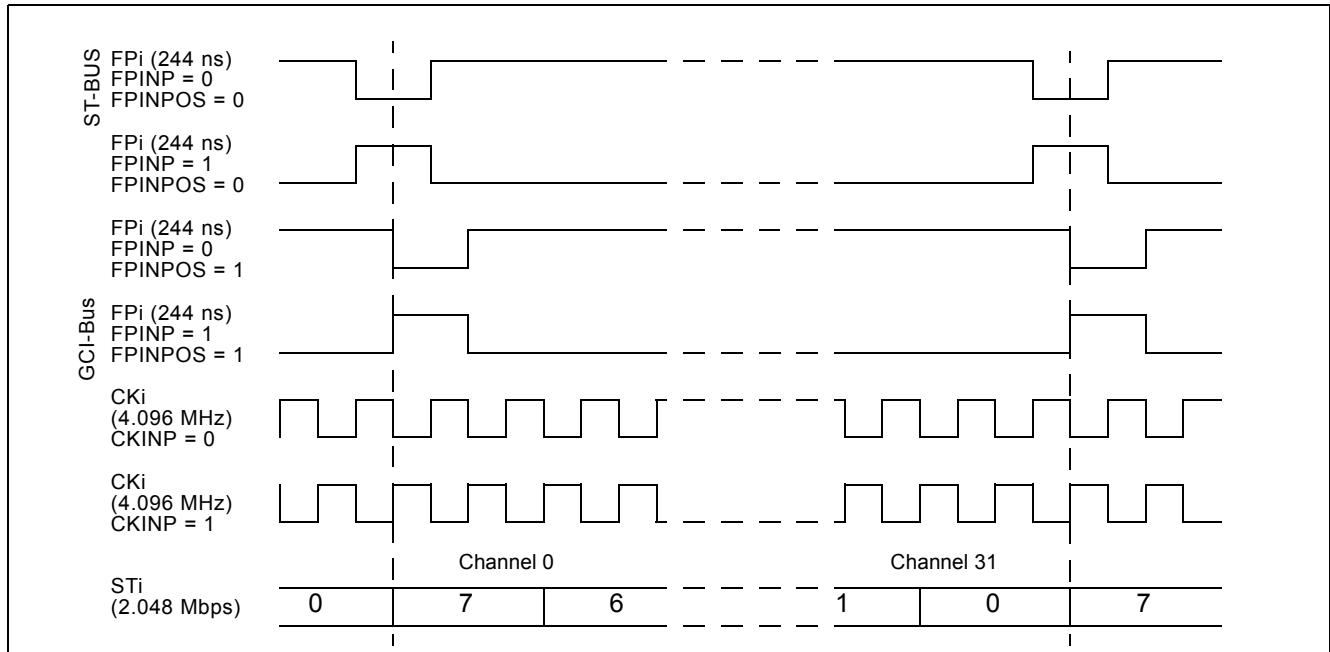 ST-BUS
FPi (244 ns)
FPINP = 0
FPINPOS = 0
FPi (244 ns)
FPINP = 1
FPINPOS = 0
FPi (244 ns)
FPINP = 0
FPINPOS = 1
GCI-Bus
FPi (244 ns)
FPINP = 1
FPINPOS = 1
CKi
(4.096 MHz)
CKINP = 0
CKi
(4.096 MHz)
CKINP = 1
Channel 0
Channel 31
STi
(2.048 Mbps)
0 7 6 1 0 7